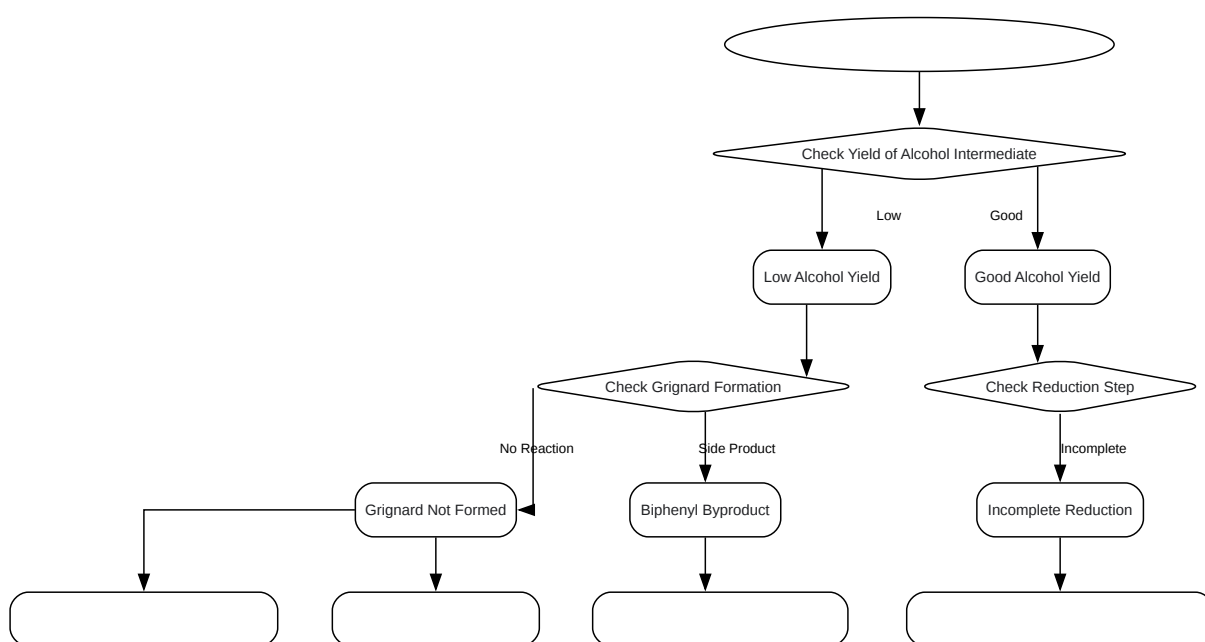 Check Yield of Alcohol Intermediate
Low
Good
Low Alcohol Yield
Good Alcohol Yield
Check Grignard Formation
Check Reduction Step
No Reaction
Side Product
Incomplete
Grignard Not Formed
Biphenyl Byproduct
Incomplete Reduction